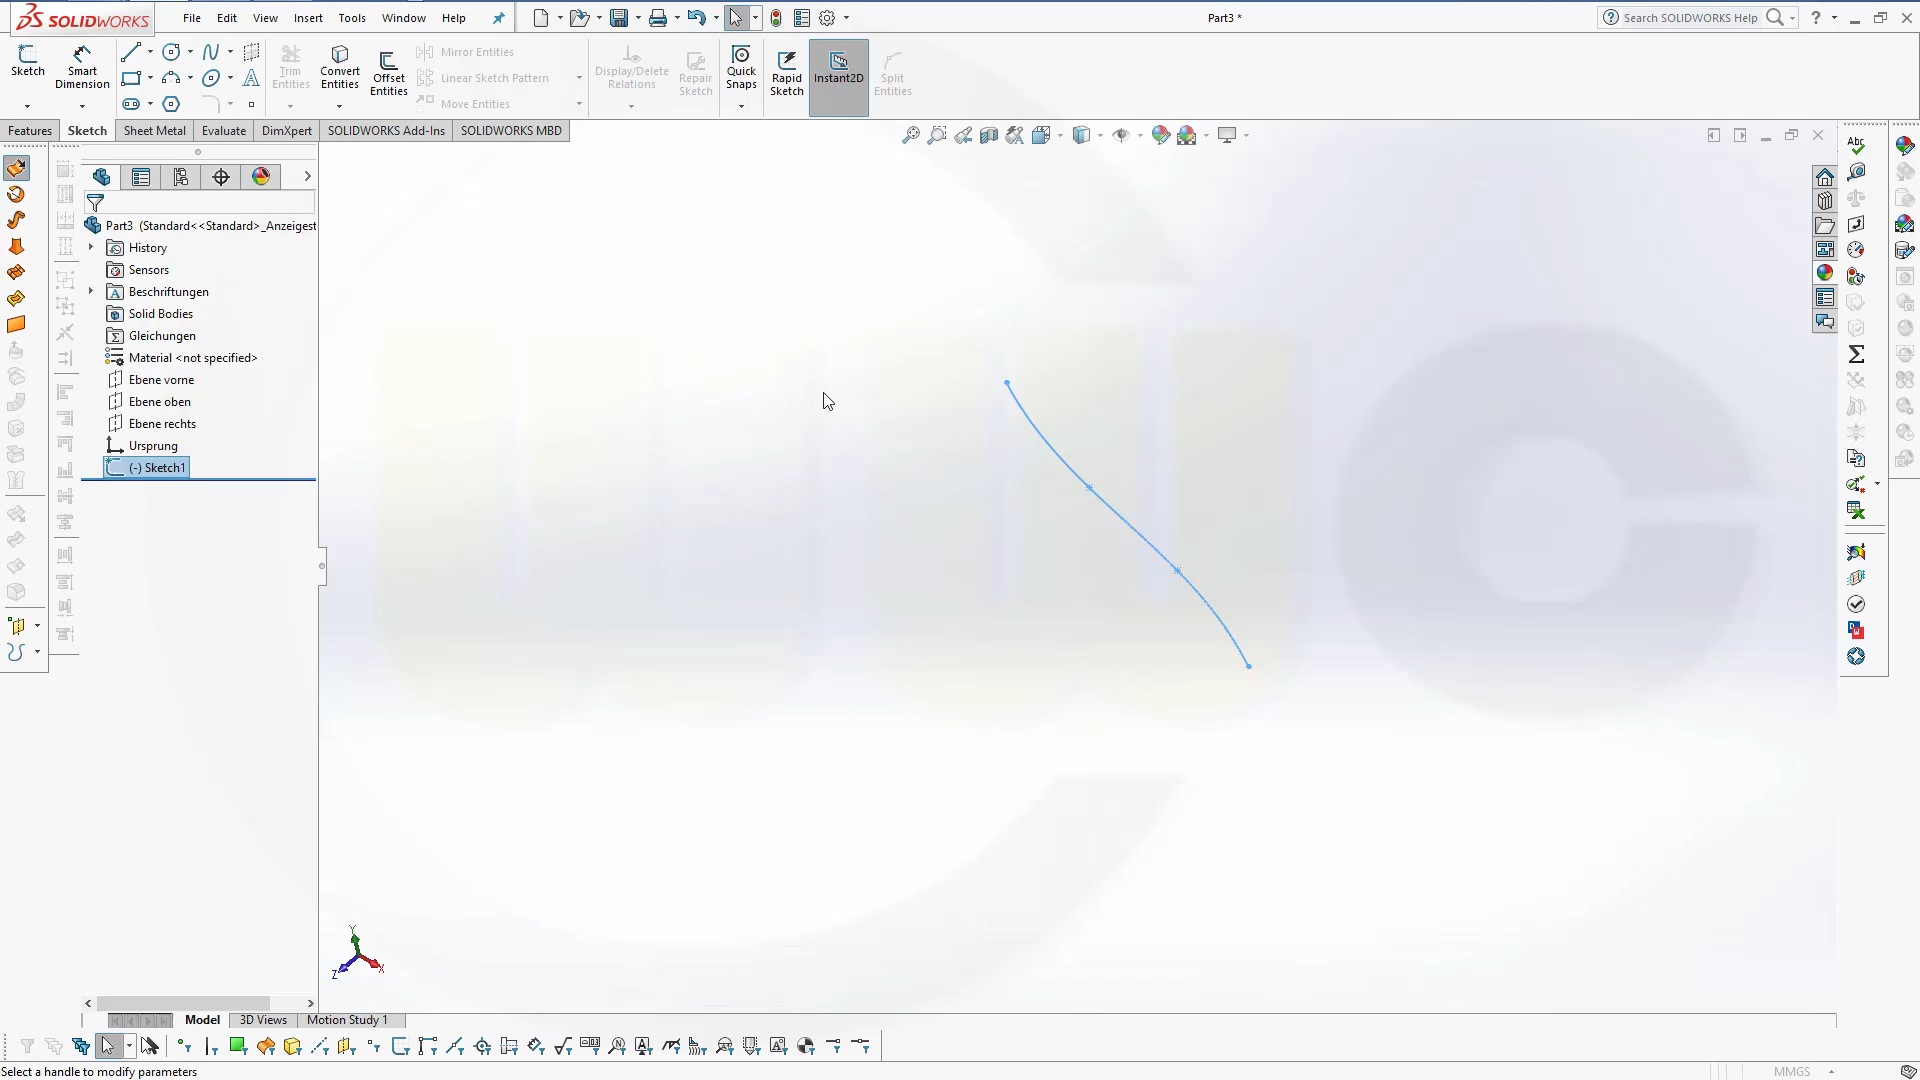 SOLIDWORKS
File Edit View Insert Tools Window Help
Part3 *
Search SOLIDWORKS Help
Sketch
Smart Dimension
Trim Entities
Convert Entities
Offset Entities
Mirror Entities
Linear Sketch Pattern
Move Entities
Display/Delete Relations
Repair Sketch
Quick Snaps
Rapid Sketch
Instant2D
Split Entities
Features Sketch Sheet Metal Evaluate DimXpert SOLIDWORKS Add-Ins SOLIDWORKS MBD
Part3 (Standard<<Standard>_Anzeigest
History
Sensors
Beschriftungen
Solid Bodies
Gleichungen
Material <not specified>
Ebene vorne
Ebene oben
Ebene rechts
Ursprung
(-) Sketch1
Y
Z X
Model 3D Views Motion Study 1
Select a handle to modify parameters
MMGS